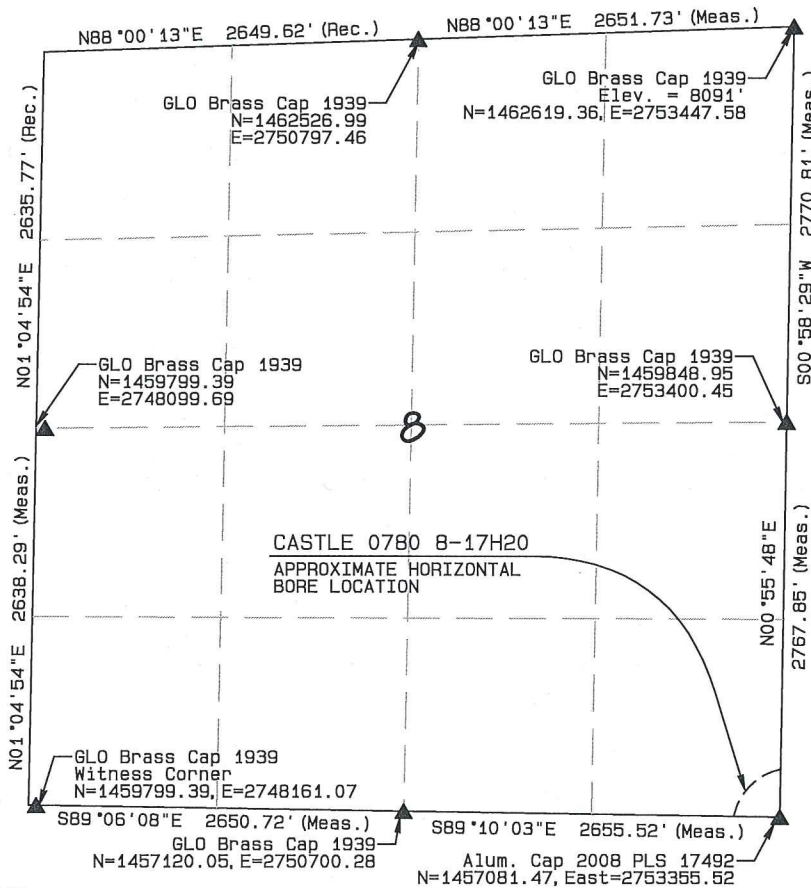 N88°00'13"E 2649.62' (Rec.)
N88°00'13"E 2651.73' (Meas.)
GLO Brass Cap 1939
N=1462526.99
E=2750797.46
GLO Brass Cap 1939
Elev. = 8091'
N=1462619.36, E=2753447.58
N01°04'54"E 2635.77' (Rec.)
S00°58'29"W 2770.81' (Meas.)
GLO Brass Cap 1939
N=1459799.39
E=2748099.69
GLO Brass Cap 1939
N=1459848.95
E=2753400.45
8
CASTLE 0780 8-17H20
APPROXIMATE HORIZONTAL
BORE LOCATION
N01°04'54"E 2638.29' (Meas.)
N00°55'48"E
2767.85' (Meas.)
GLO Brass Cap 1939
Witness Corner
N=1459799.39, E=2748161.07
S89°06'08"E 2650.72' (Meas.)
GLO Brass Cap 1939
N=1457120.05, E=2750700.28
S89°10'03"E 2655.52' (Meas.)
Alum. Cap 2008 PLS 17492
N=1457081.47, East=2753355.52